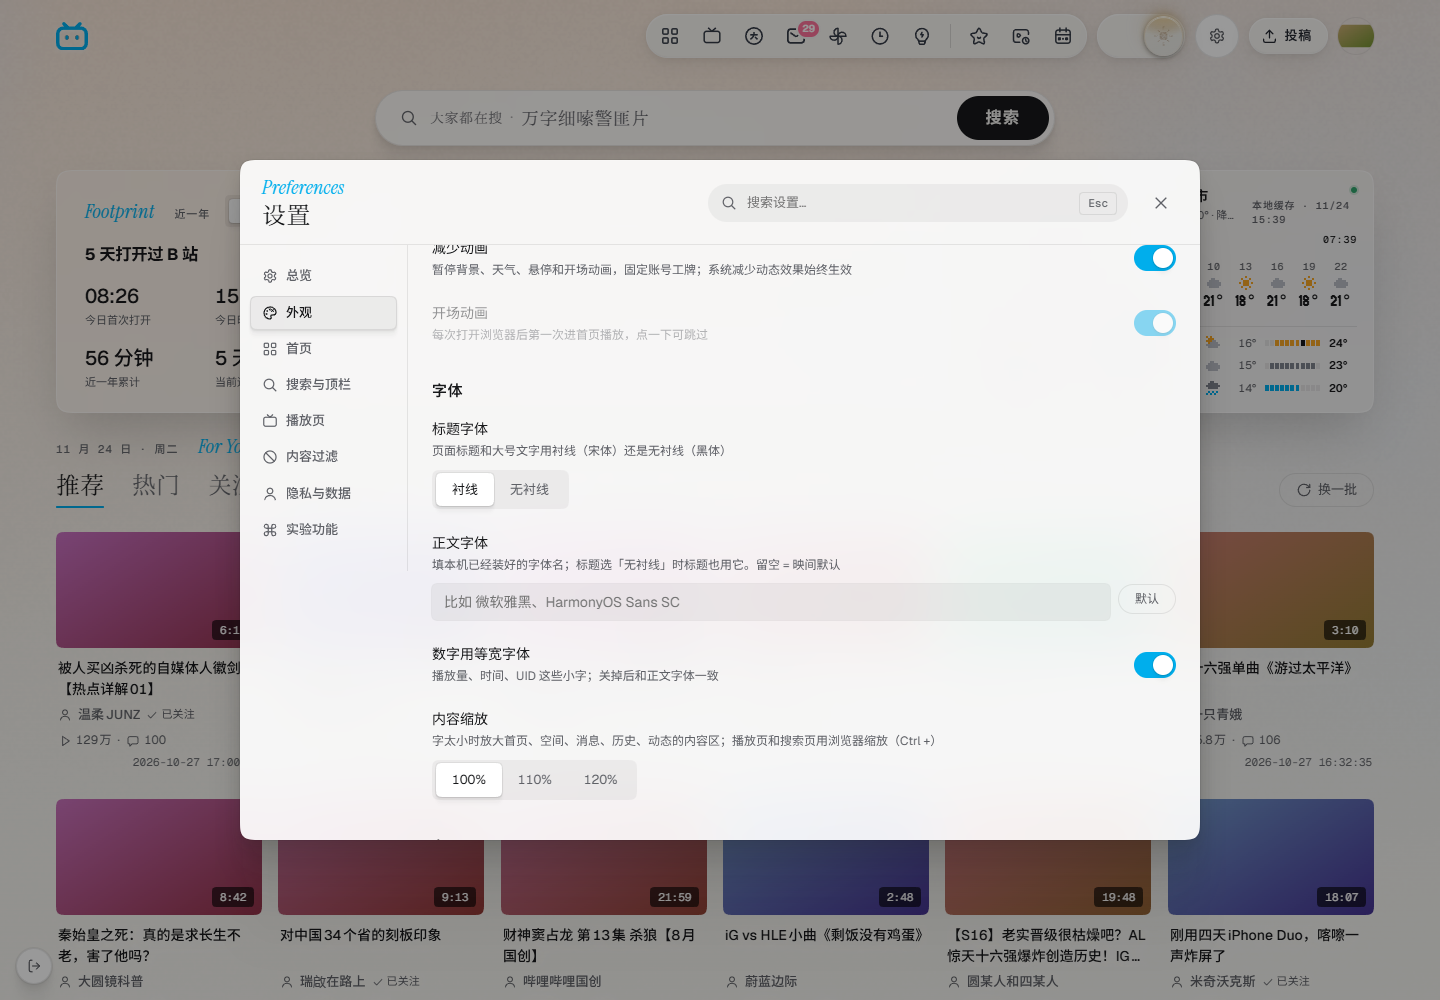 29
投稿
大家都在搜 · 万字细嗦警匪片
搜索
Footprint 近一年
5 天打开过 B 站
08:26
今日首次打开
56 分钟
近一年累计
本地缓存 · 11/24
15:39
07:39
10 13 16 19 22
21° 18° 21° 18° 21°
16° 24°
15° 23°
14° 20°
Preferences
设置
搜索设置...
Esc
总览
外观
首页
搜索与顶栏
播放页
内容过滤
隐私与数据
实验功能
减少动画
暂停背景、天气、悬停和开场动画，固定账号工牌；系统减少动态效果始终生效
开场动画
每次打开浏览器后第一次进首页播放，点一下可跳过
字体
标题字体
页面标题和大号文字用衬线（宋体）还是无衬线（黑体）
衬线 无衬线
正文字体
填本机已经装好的字体名；标题选「无衬线」时标题也用它。留空 = 映间默认
比如 微软雅黑、HarmonyOS Sans SC
默认
数字用等宽字体
播放量、时间、UID 这些小字；关掉后和正文字体一致
内容缩放
字太小时放大首页、空间、消息、历史、动态的内容区；播放页和搜索页用浏览器缩放（Ctrl +）
100% 110% 120%
11 月 24 日 · 周二
推荐 热门
换一批
3:10
被人买凶杀死的自媒体人徽剑
【热点详解01】
温柔JUNZ 已关注
129万 · 100
2026-10-27 17:00
十六强单曲《游过太平洋》
只青娥
106
2026-10-27 16:32:35
8:42
9:13
21:59
2:48
19:48
18:07
秦始皇之死：真的是求长生不
老，害了他吗？
大圆镜科普
对中国34个省的刻板印象
瑞啟在路上 已关注
财神窦占龙 第13集 杀狼【8月
国创】
哔哩哔哩国创
iG vs HLE小曲《剩饭没有鸡蛋》
蔚蓝边际
【S16】老实晋级很枯燥吧？AL
惊天十六强爆炸创造历史！IG...
圆某人和四某人
刚用四天iPhone Duo，喀嚓一
声炸屏了
米奇沃克斯 已关注